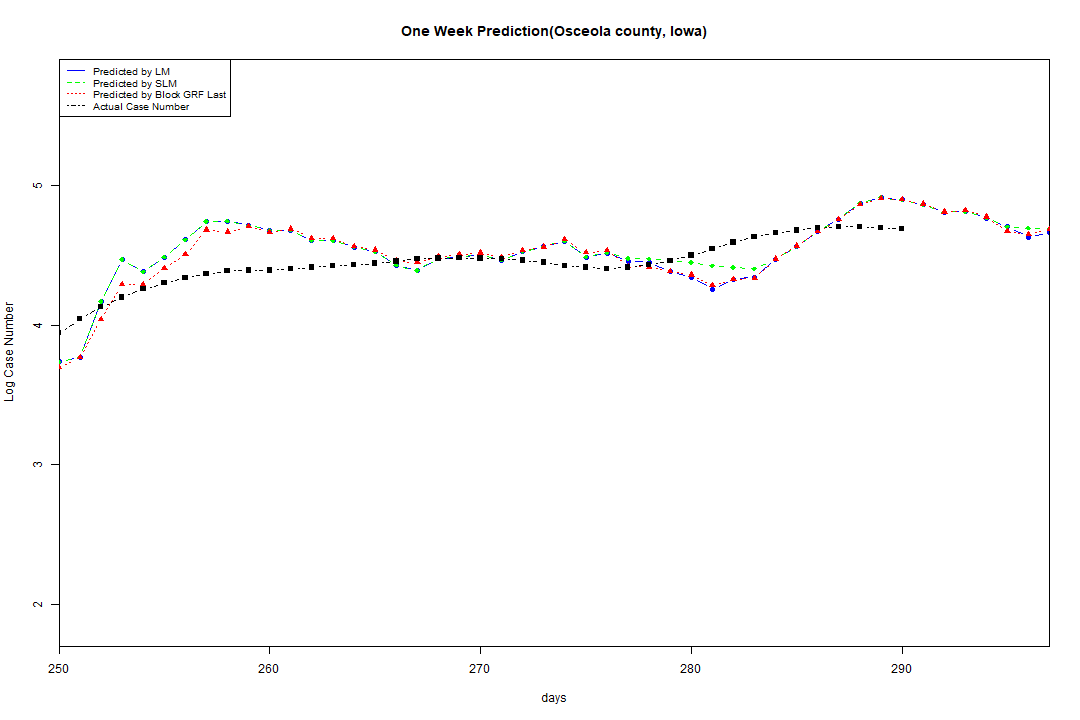 One Week Prediction(Osceola county, Iowa)
Predicted by LM
Predicted by SLM
Predicted by Block GRF Last
Actual Case Number
5
4
3
2
Log Case Number
250 260 270 280 290
days